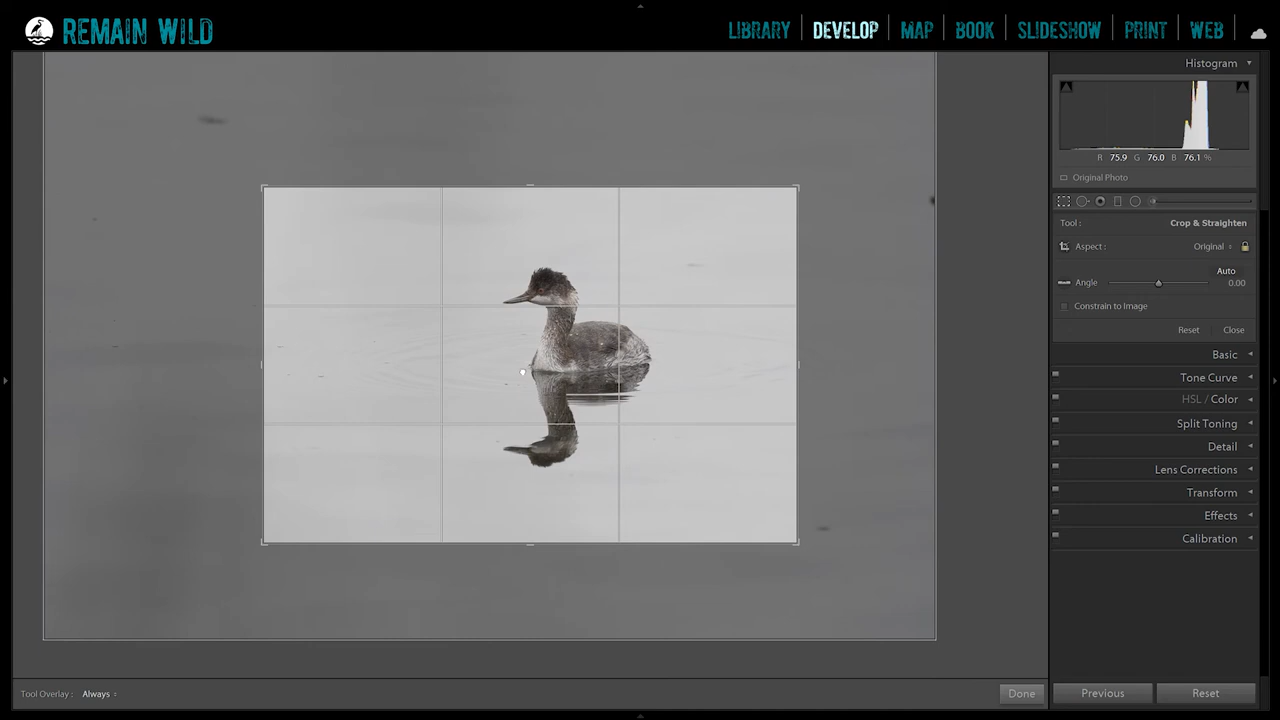 REMAIN WILD
LIBRARY DEVELOP MAP BOOK SLIDESHOW PRINT WEB
Histogram
R 75.9 G 76.0 B 76.1 %
Original Photo
Tool : Crop & Straighten
Aspect : Original
Auto
Angle 0.00
Constrain to Image
Reset Close
Basic
Tone Curve
HSL / Color
Split Toning
Detail
Lens Corrections
Transform
Effects
Calibration
Tool Overlay : Always
Done
Previous
Reset